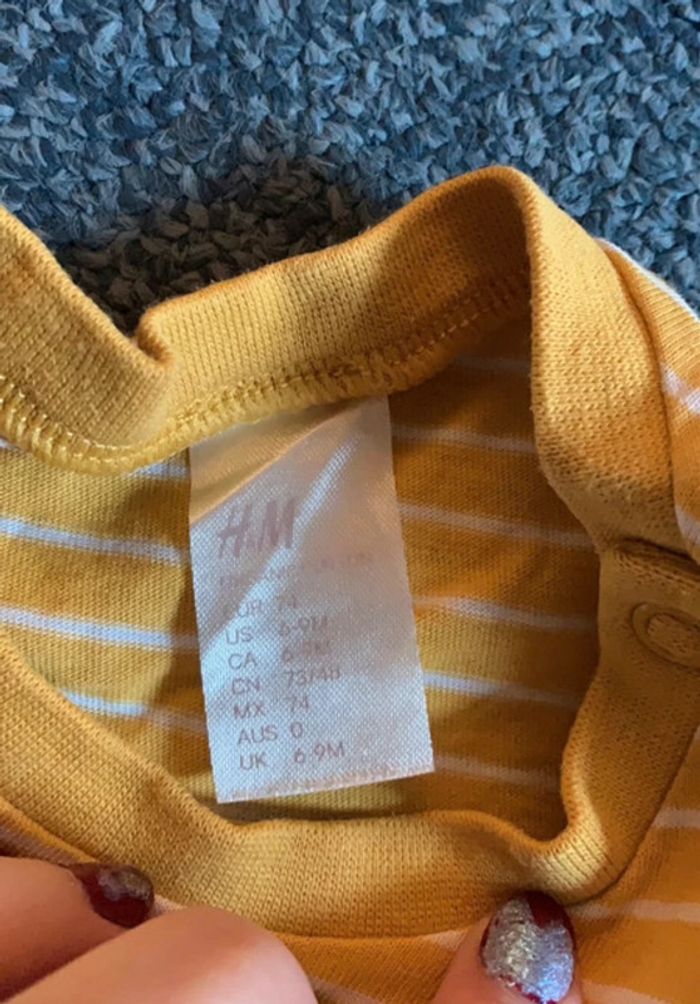 H&M
EUR 74
US 6-9M
CA 6-9M
CN 73/48
MX 74
AUS 0
UK 6-9M